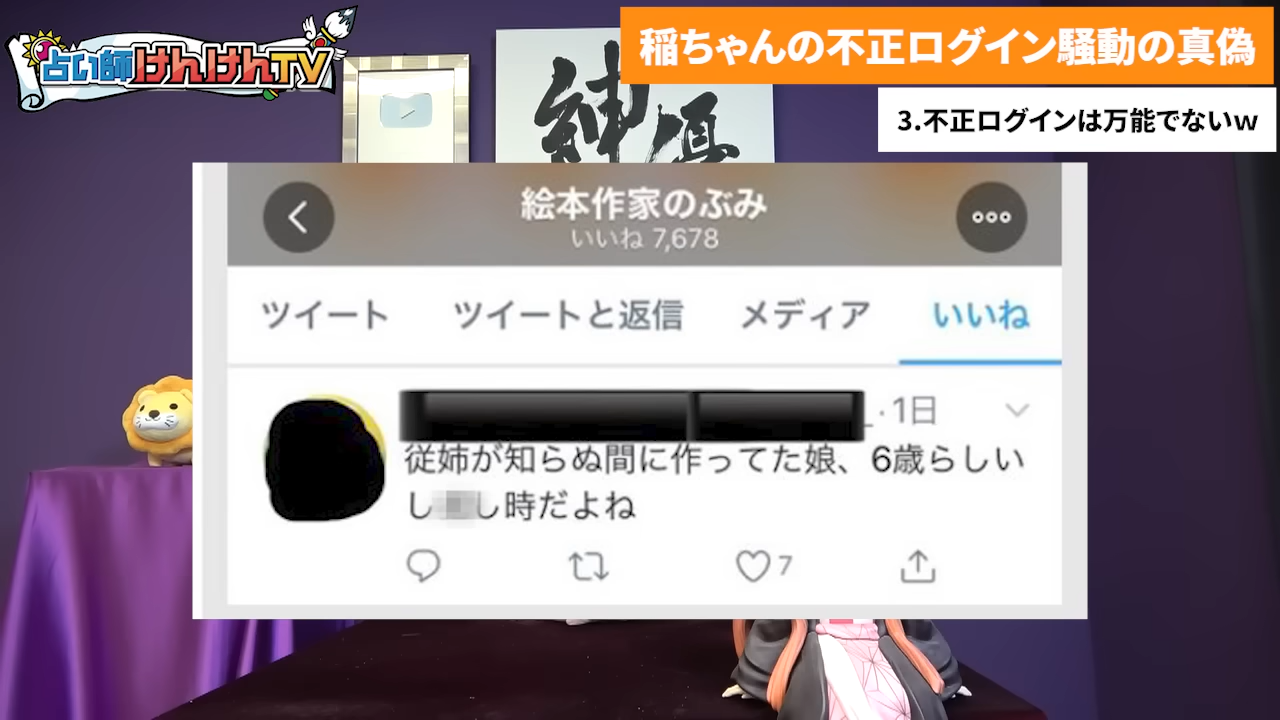 占い師けんけんTV
稲ちゃんの不正ログイン騒動の真偽
3.不正ログインは万能でないw
絵本作家のぶみ
いいね 7,678
ツイート ツイートと返信 メディア いいね
・1日
従姉が知らぬ間に作ってた娘、6歳らしい
し し時だよね
7